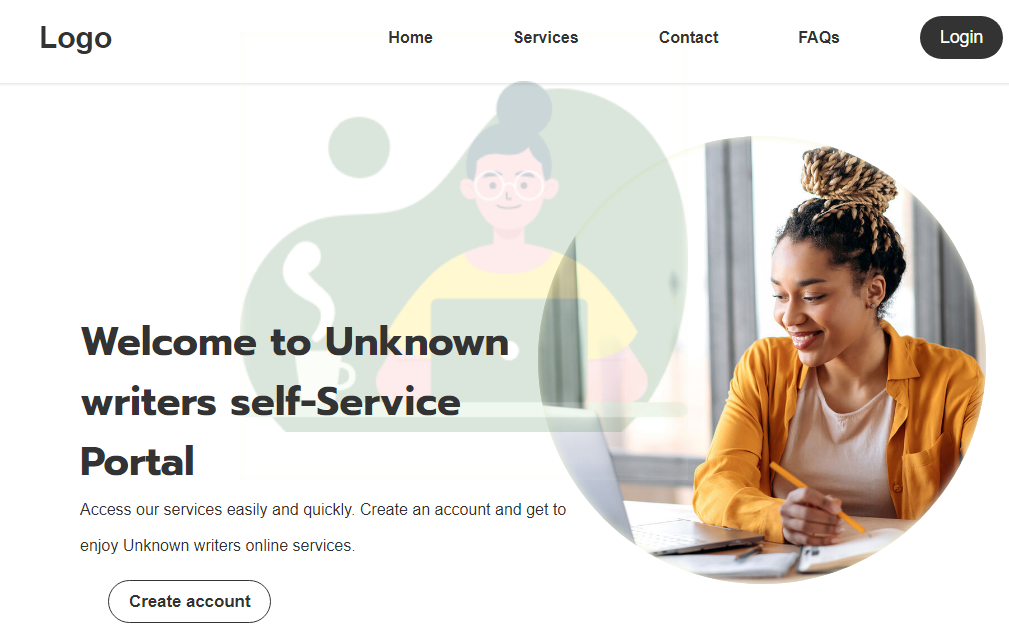 Logo
Home
Services
Contact
FAQs
Login
Welcome to Unknown
writers self-Service
Portal
Access our services easily and quickly. Create an account and get to
enjoy Unknown writers online services.
Create account